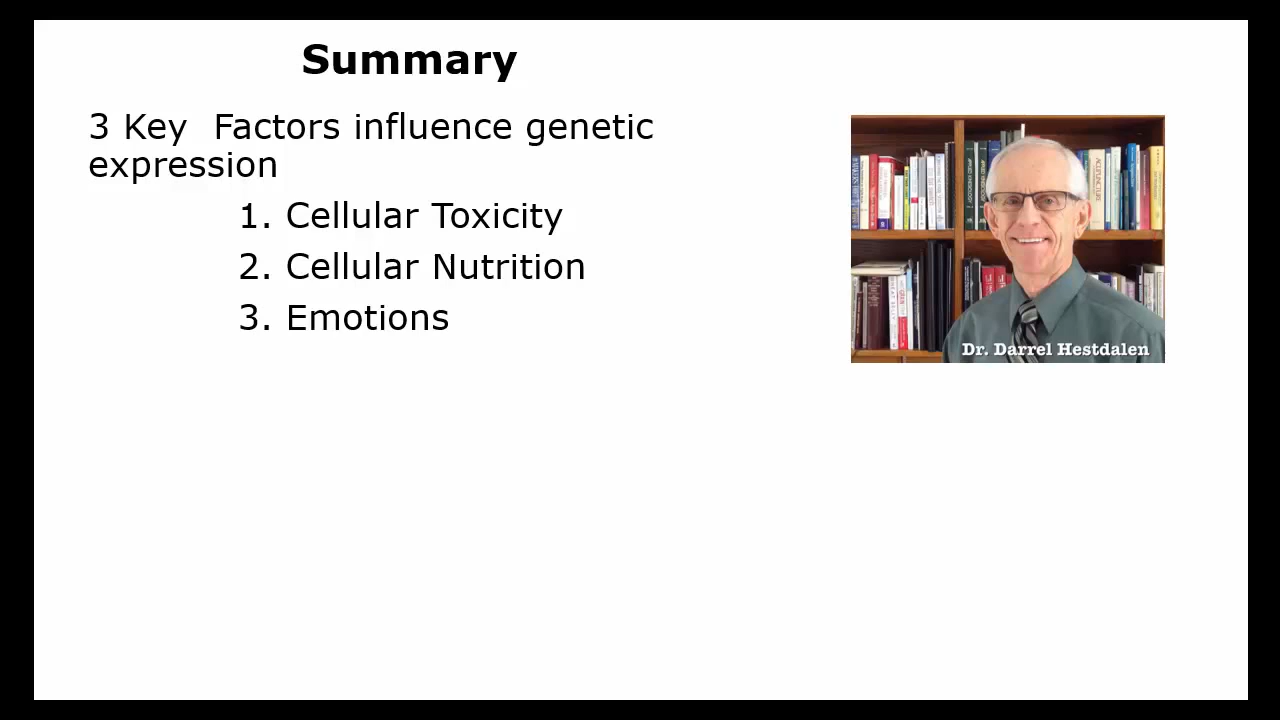 Summary
3 Key  Factors influence genetic
expression
1. Cellular Toxicity
2. Cellular Nutrition
3. Emotions
Dr. Darrel Hestdalen